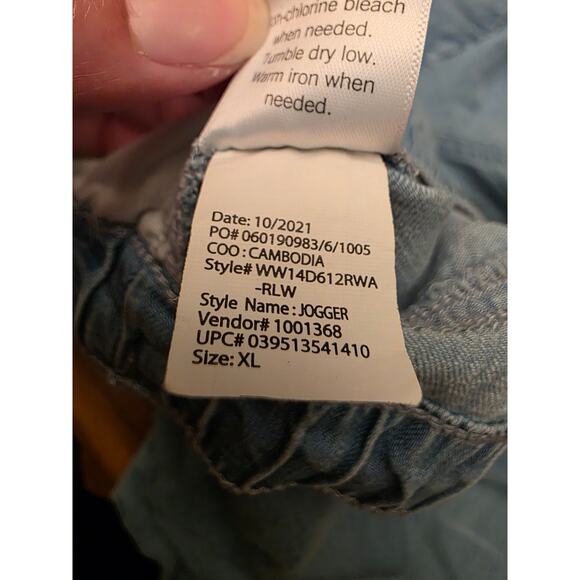 chlorine bleach
when needed.
Tumble dry low.
Warm iron when
needed.
Date: 10/2021
PO# 060190983/6/1005
COO: CAMBODIA
Style# WW14D612RWA
-RLW
Style Name: JOGGER
Vendor# 1001368
UPC# 039513541410
Size: XL